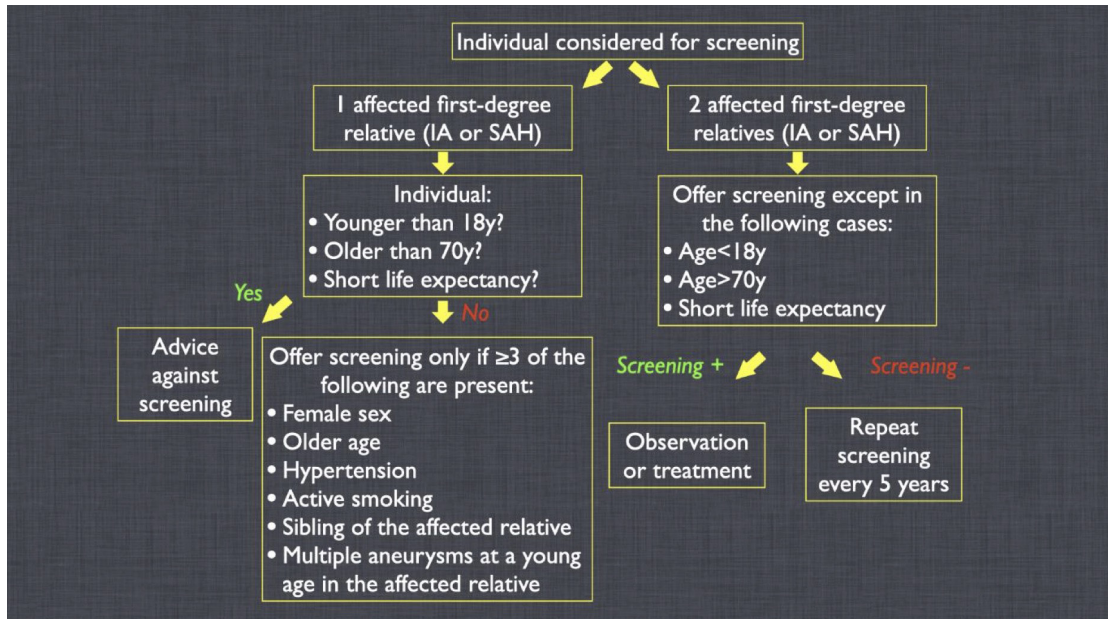 Individual considered for screening
1 affected first-degree
relative (IA or SAH)
2 affected first-degree
relatives (IA or SAH)
Individual:
• Younger than 18y?
• Older than 70y?
• Short life expectancy?
Offer screening except in
the following cases:
• Age<18y
• Age>70y
• Short life expectancy
Yes
No
Advice
against
screening
Offer screening only if ≥3 of the
following are present:
• Female sex
• Older age
• Hypertension
• Active smoking
• Sibling of the affected relative
• Multiple aneurysms at a young
age in the affected relative
Screening +
Screening -
Observation
or treatment
Repeat
screening
every 5 years